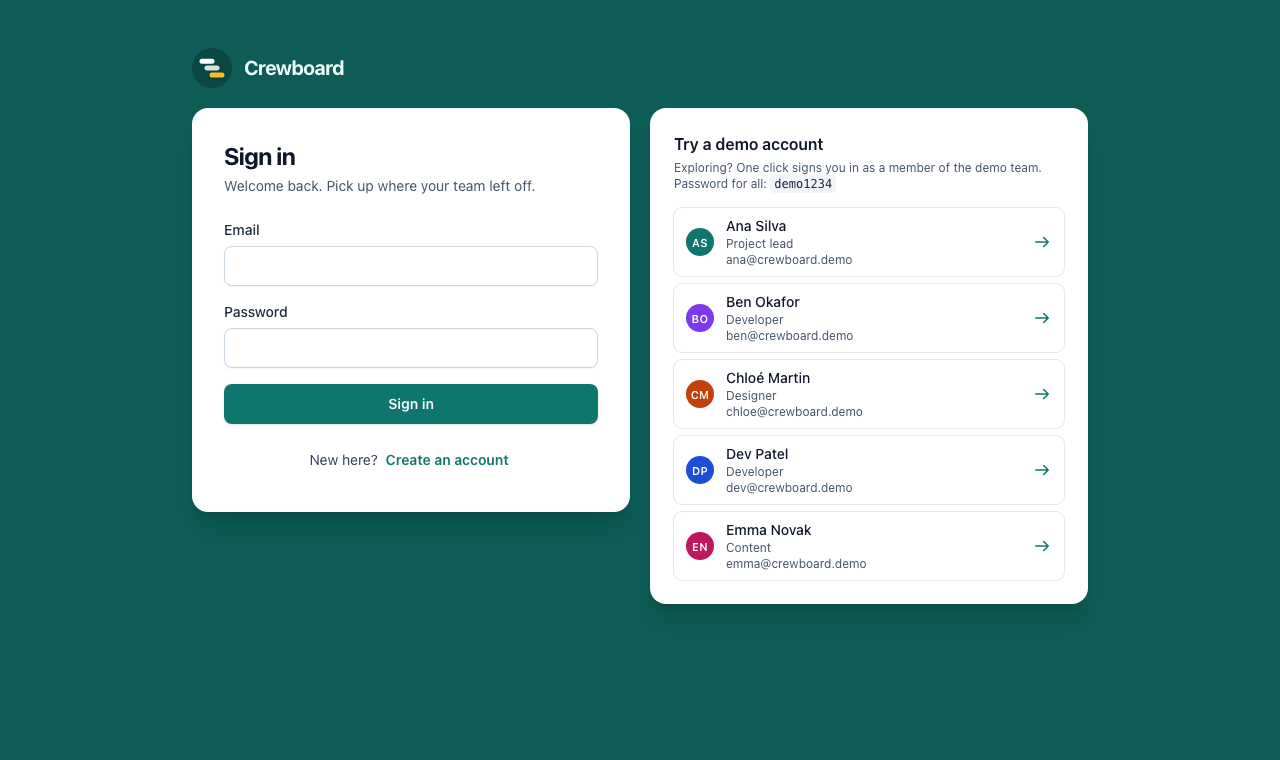 Crewboard
Sign in
Welcome back. Pick up where your team left off.
Email
Password
Sign in
New here? Create an account
Try a demo account
Exploring? One click signs you in as a member of the demo team.
Password for all: demo1234
AS
Ana Silva
Project lead
ana@crewboard.demo
BO
Ben Okafor
Developer
ben@crewboard.demo
CM
Chloé Martin
Designer
chloe@crewboard.demo
DP
Dev Patel
Developer
dev@crewboard.demo
EN
Emma Novak
Content
emma@crewboard.demo